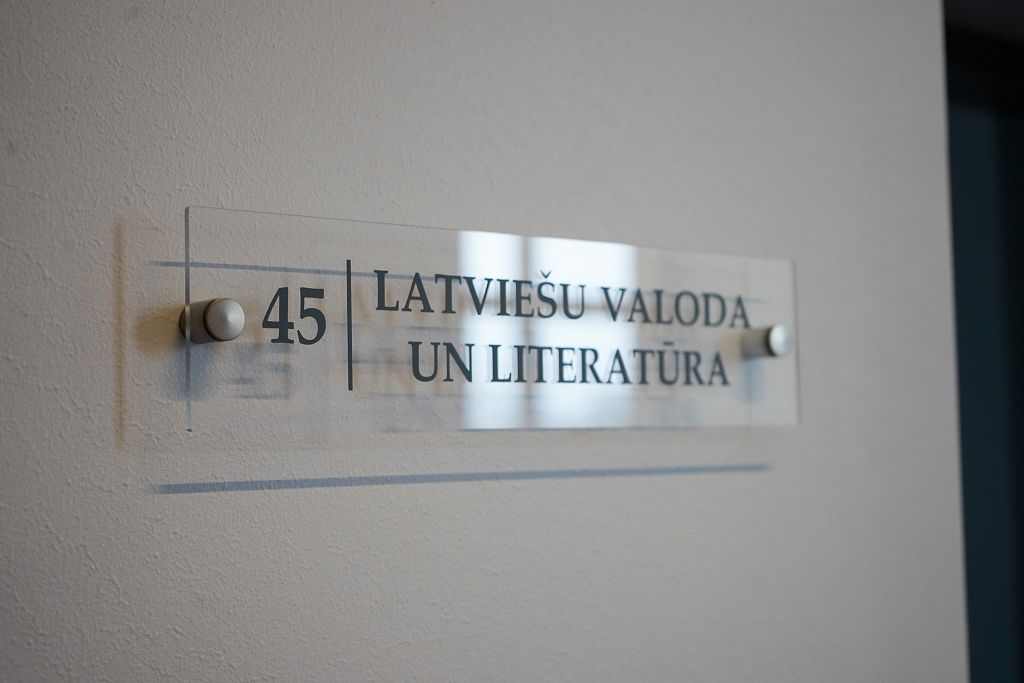 45
LATVIEŠU VALODA
UN LITERATŪRA